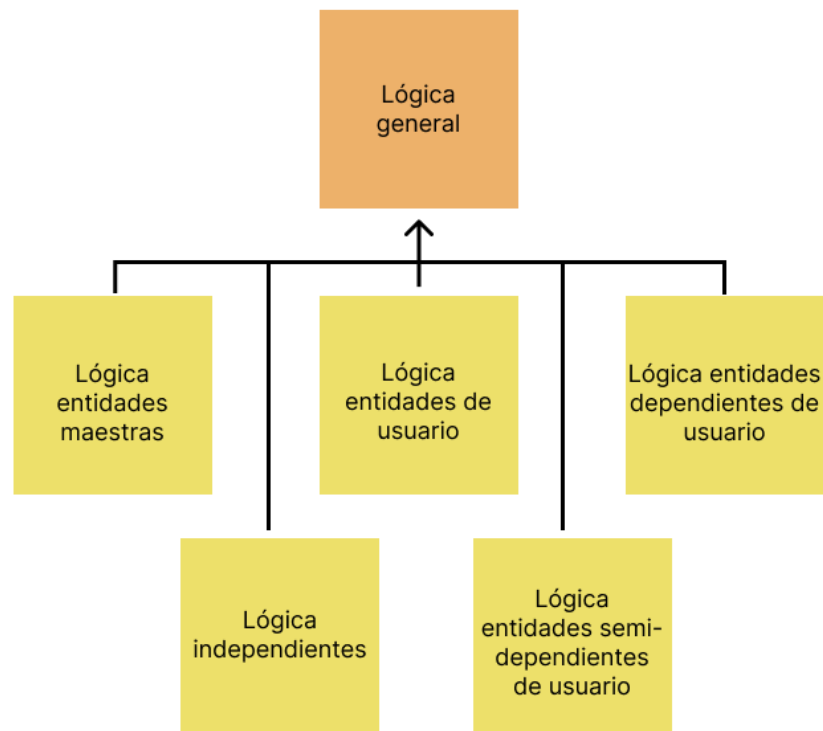 Lógica
general
Lógica
entidades
maestras
Lógica
entidades de
usuario
Lógica entidades
dependientes de
usuario
Lógica
independientes
Lógica
entidades semi-
dependientes
de usuario